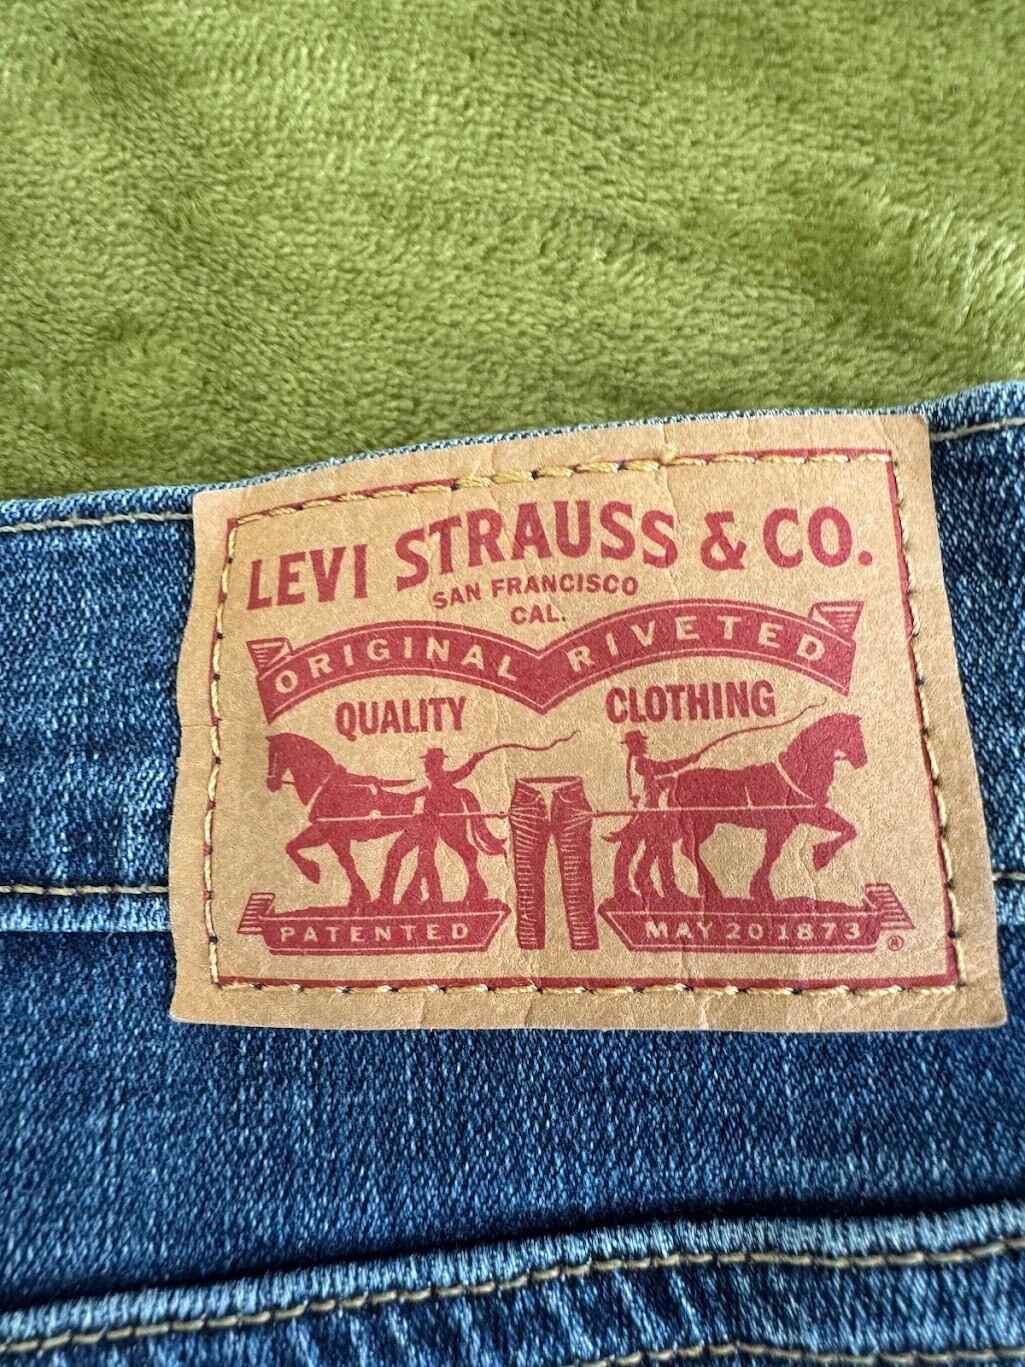 LEVI STRAUSS & CO.
SAN FRANCISCO
CAL.
ORIGINAL RIVETED
QUALITY CLOTHING
PATENTED MAY 20 1873 ®